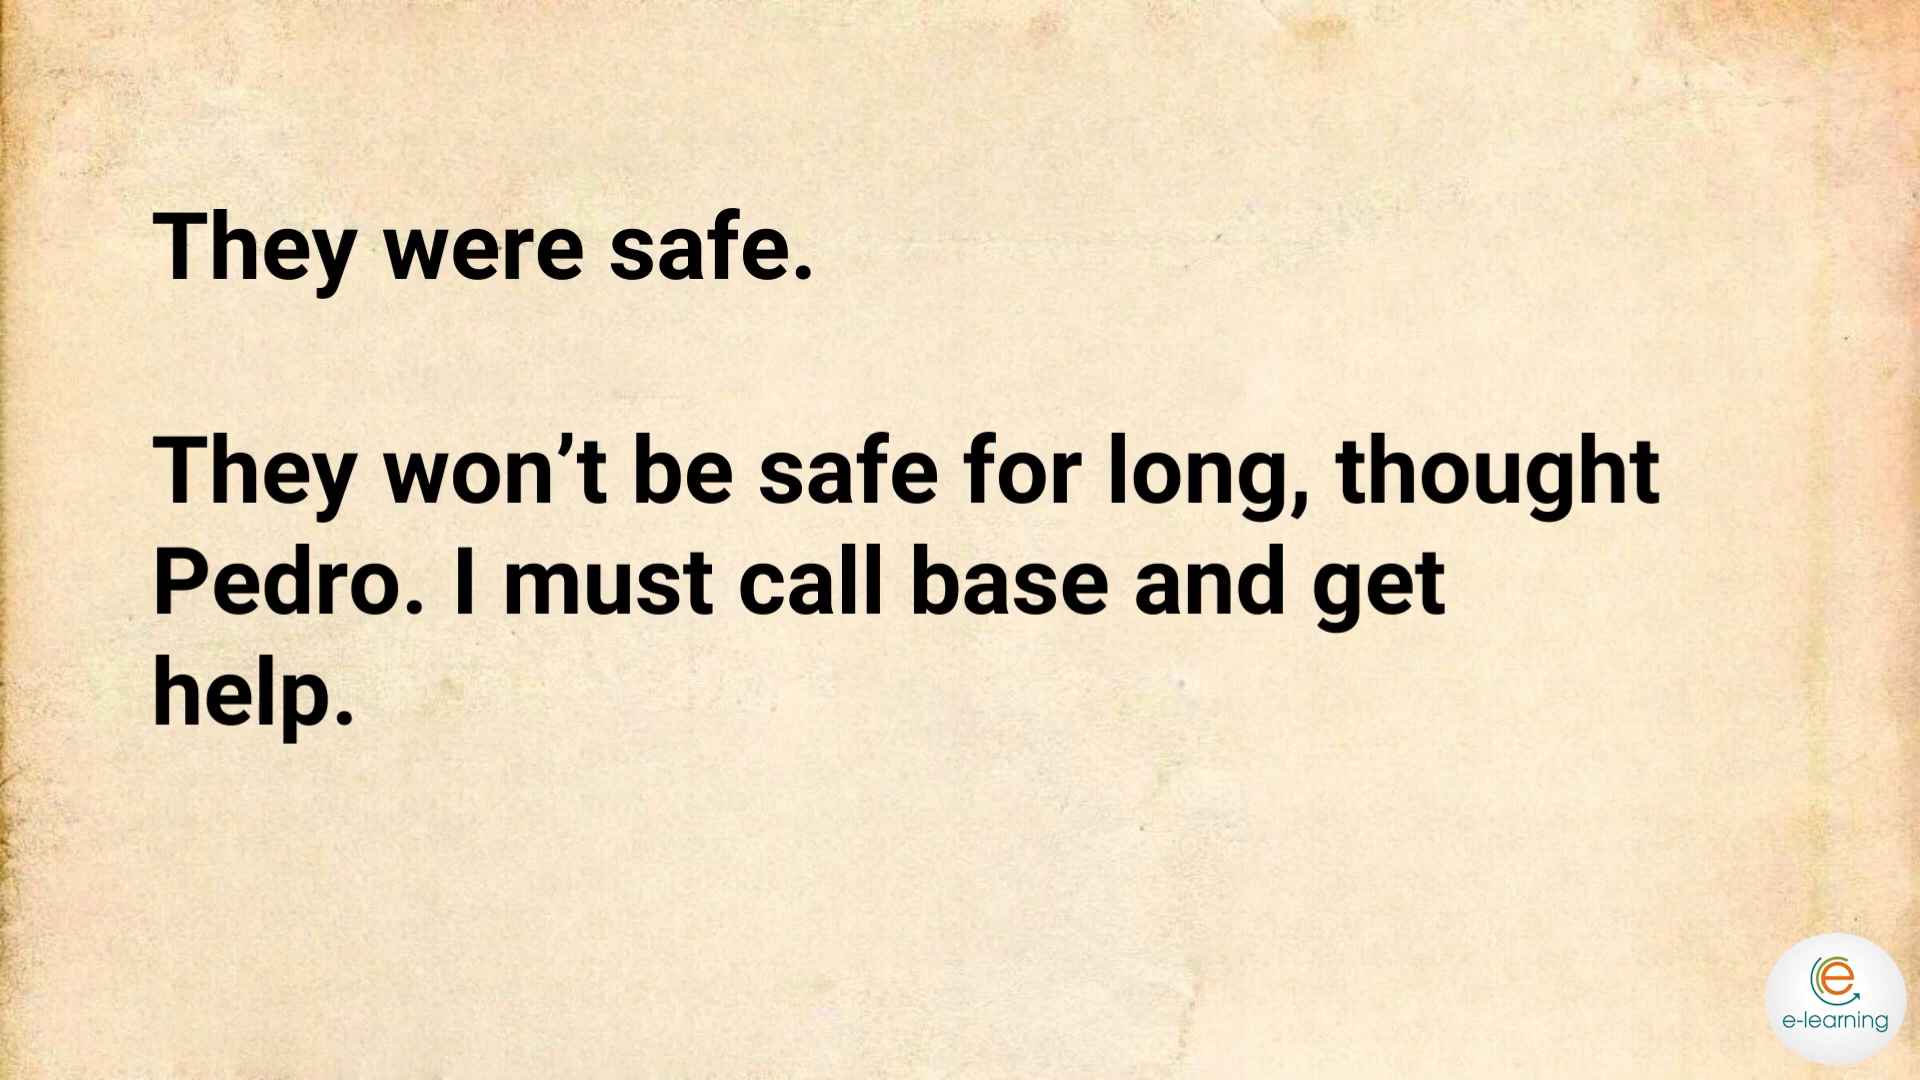 They were safe.
They won’t be safe for long, thought
Pedro. I must call base and get
help.
e
e-learning